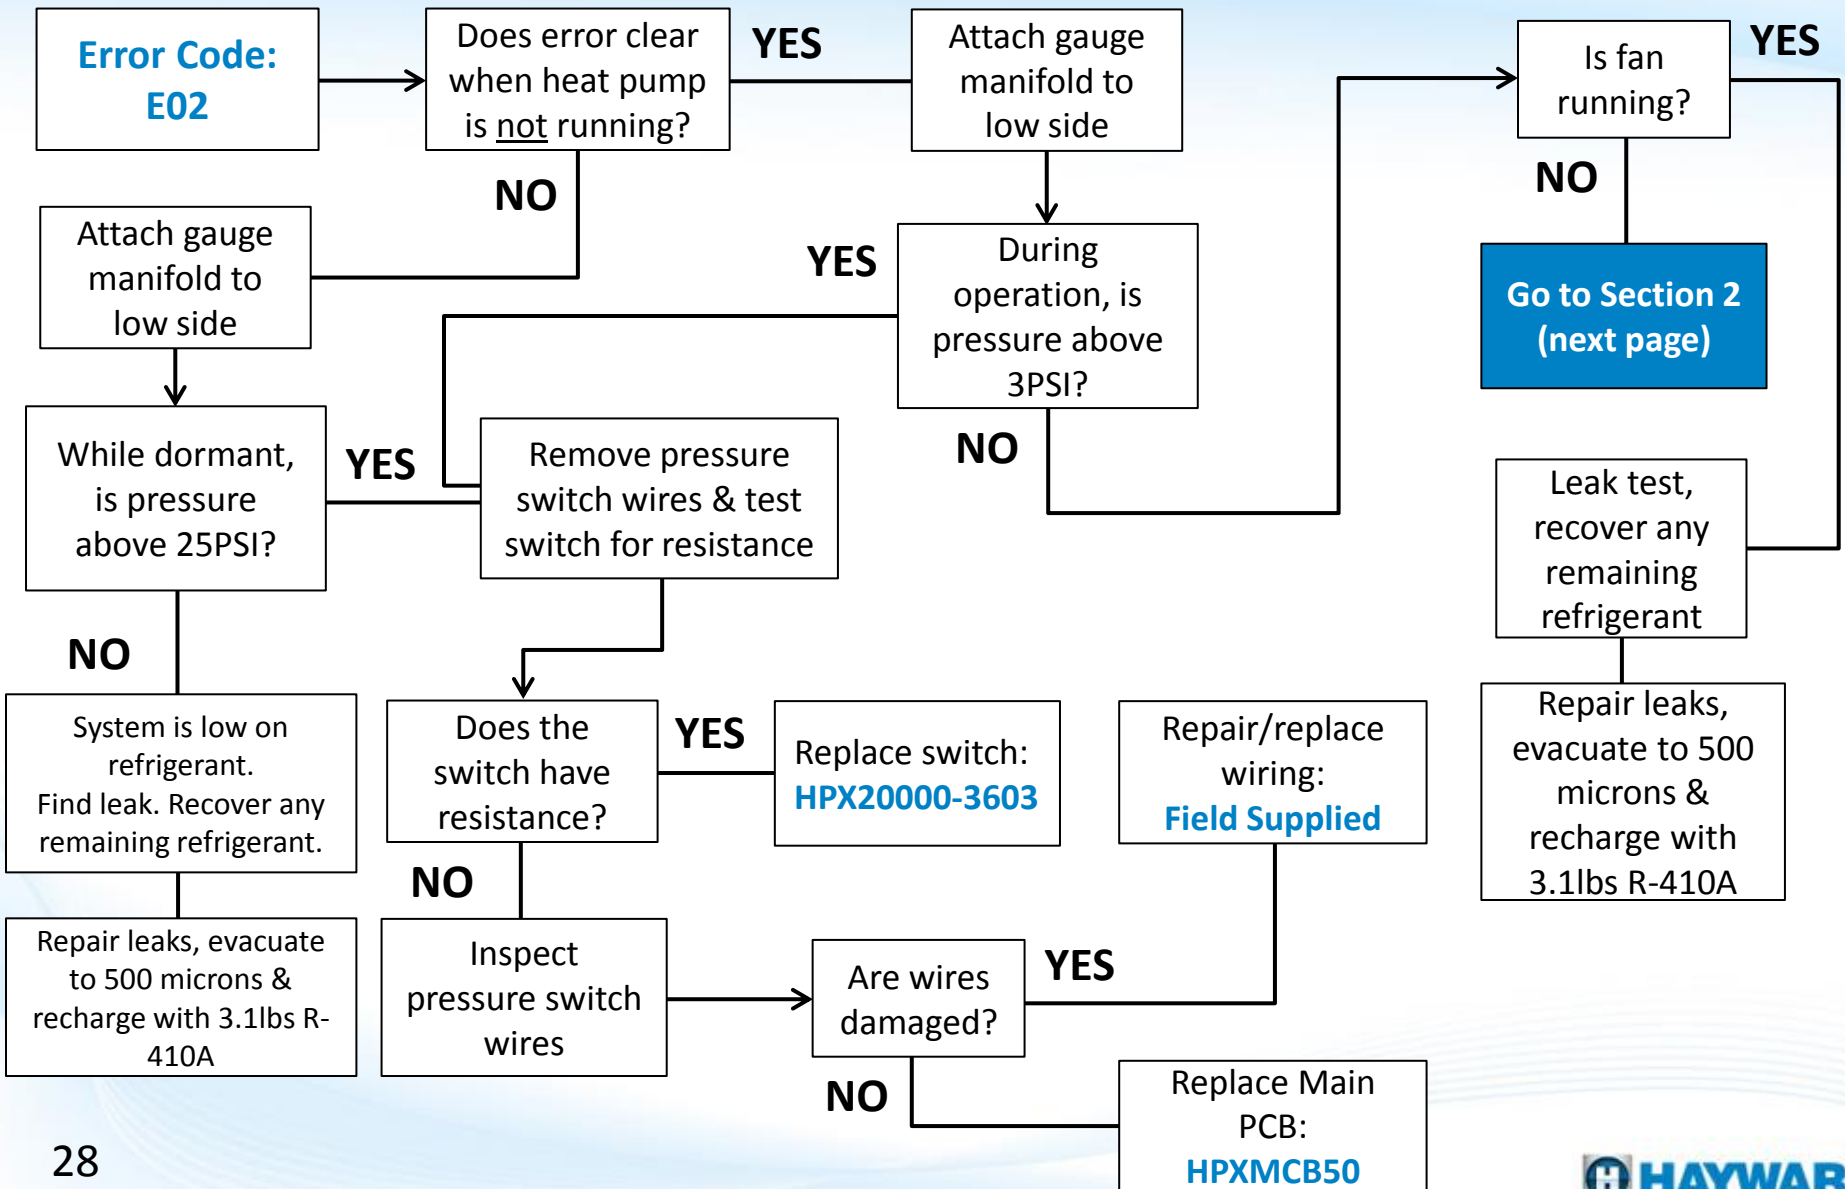 Error Code:
E02
Does error clear
when heat pump
is not running?
YES
Attach gauge
manifold to
low side
Is fan
running?
YES
NO
NO
Attach gauge
manifold to
low side
YES
During
operation, is
pressure above
3PSI?
Go to Section 2
(next page)
While dormant,
is pressure
above 25PSI?
YES
Remove pressure
switch wires & test
switch for resistance
NO
Leak test,
recover any
remaining
refrigerant
NO
System is low on
refrigerant.
Find leak. Recover any
remaining refrigerant.
Does the
switch have
resistance?
YES
Replace switch:
HPX20000-3603
Repair/replace
wiring:
Field Supplied
Repair leaks,
evacuate to 500
microns &
recharge with
3.1lbs R-410A
NO
Repair leaks, evacuate
to 500 microns &
recharge with 3.1lbs R-
410A
Inspect
pressure switch
wires
Are wires
damaged?
YES
NO
Replace Main
PCB:
HPXMCB50
28
HAYWAR